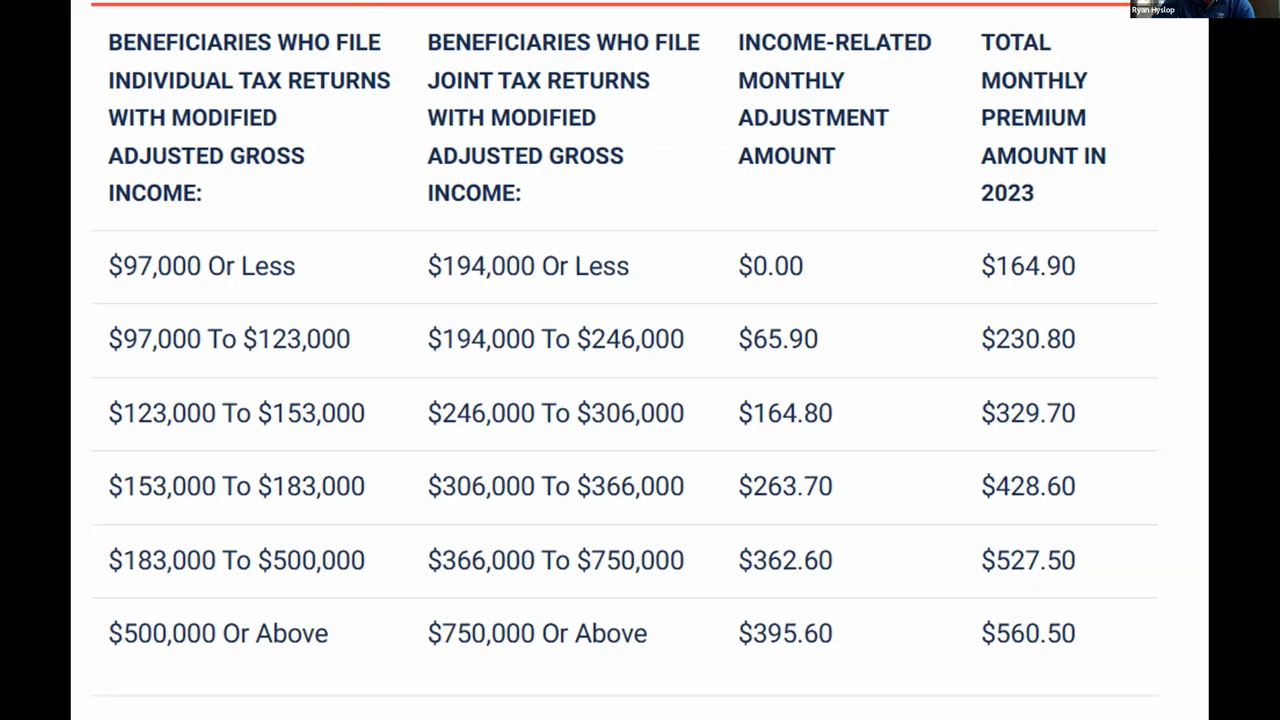 Ryan Hyslop
BENEFICIARIES WHO FILE
INDIVIDUAL TAX RETURNS
WITH MODIFIED
ADJUSTED GROSS
INCOME:
BENEFICIARIES WHO FILE
JOINT TAX RETURNS
WITH MODIFIED
ADJUSTED GROSS
INCOME:
INCOME-RELATED
MONTHLY
ADJUSTMENT
AMOUNT
TOTAL
MONTHLY
PREMIUM
AMOUNT IN
2023
$97,000 Or Less $194,000 Or Less $0.00 $164.90
$97,000 To $123,000 $194,000 To $246,000 $65.90 $230.80
$123,000 To $153,000 $246,000 To $306,000 $164.80 $329.70
$153,000 To $183,000 $306,000 To $366,000 $263.70 $428.60
$183,000 To $500,000 $366,000 To $750,000 $362.60 $527.50
$500,000 Or Above $750,000 Or Above $395.60 $560.50